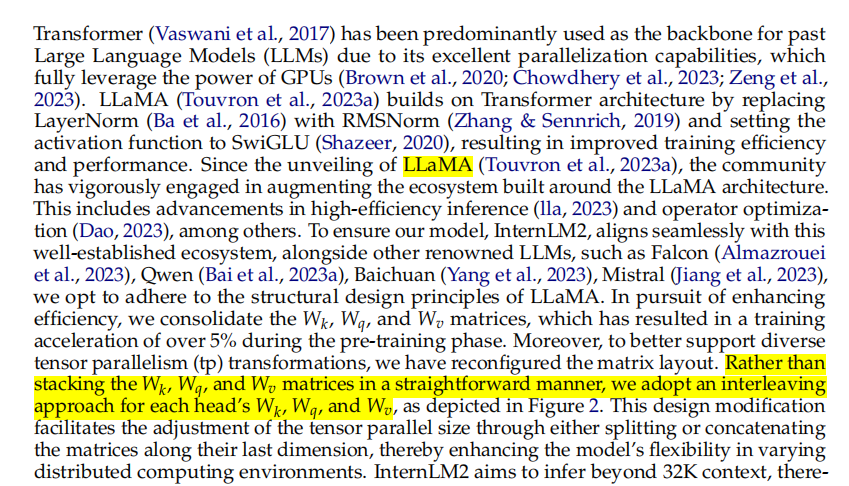 Transformer (Vaswani et al., 2017) has been predominantly used as the backbone for past
Large Language Models (LLMs) due to its excellent parallelization capabilities, which
fully leverage the power of GPUs (Brown et al., 2020; Chowdhery et al., 2023; Zeng et al.,
2023). LLaMA (Touvron et al., 2023a) builds on Transformer architecture by replacing
LayerNorm (Ba et al., 2016) with RMSNorm (Zhang & Sennrich, 2019) and setting the
activation function to SwiGLU (Shazeer, 2020), resulting in improved training efficiency
and performance. Since the unveiling of LLaMA (Touvron et al., 2023a), the community
has vigorously engaged in augmenting the ecosystem built around the LLaMA architecture.
This includes advancements in high-efficiency inference (lla, 2023) and operator optimiza-
tion (Dao, 2023), among others. To ensure our model, InternLM2, aligns seamlessly with this
well-established ecosystem, alongside other renowned LLMs, such as Falcon (Almazrouei
et al., 2023), Qwen (Bai et al., 2023a), Baichuan (Yang et al., 2023), Mistral (Jiang et al., 2023),
we opt to adhere to the structural design principles of LLaMA. In pursuit of enhancing
efficiency, we consolidate the Wk, Wq, and Wv matrices, which has resulted in a training
acceleration of over 5% during the pre-training phase. Moreover, to better support diverse
tensor parallelism (tp) transformations, we have reconfigured the matrix layout. Rather than
stacking the Wk, Wq, and Wv matrices in a straightforward manner, we adopt an interleaving
approach for each head's Wk, Wq, and Wv, as depicted in Figure 2. This design modification
facilitates the adjustment of the tensor parallel size through either splitting or concatenating
the matrices along their last dimension, thereby enhancing the model's flexibility in varying
distributed computing environments. InternLM2 aims to infer beyond 32K context, there-